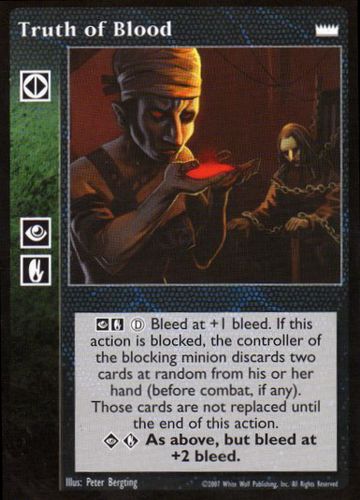 Truth of Blood
D Bleed at +1 bleed. If this
action is blocked, the controller of
the blocking minion discards two
cards at random from his or her
hand (before combat, if any).
Those cards are not replaced until
the end of this action.
As above, but bleed at
+2 bleed.
Illus: Peter Bergting
©2007 White Wolf Publishing, Inc. All Rights Reserved